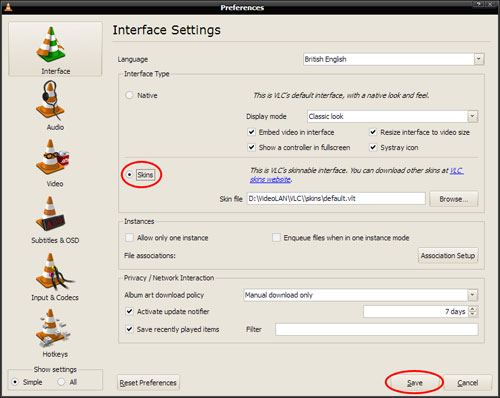 Preferences
Interface
Audio
Video
Subtitles & OSD
Input & Codecs
Hotkeys
Show settings
Simple All
Interface Settings
Language British English
Interface Type
Native This is VLC's default interface, with a native look and feel.
Display mode Classic look
Embed video in interface Resize interface to video size
Show a controller in fullscreen Systray icon
Skins This is VLC's skinnable interface. You can download other skins at VLC
skins website.
Skin file D:\VideoLAN\VLC\\skins\default.vlt Browse...
Instances
Allow only one instance Enqueue files when in one instance mode
File associations: Association Setup
Privacy / Network Interaction
Album art download policy Manual download only
Activate update notifier 7 days
Save recently played items Filter
Reset Preferences Save Cancel